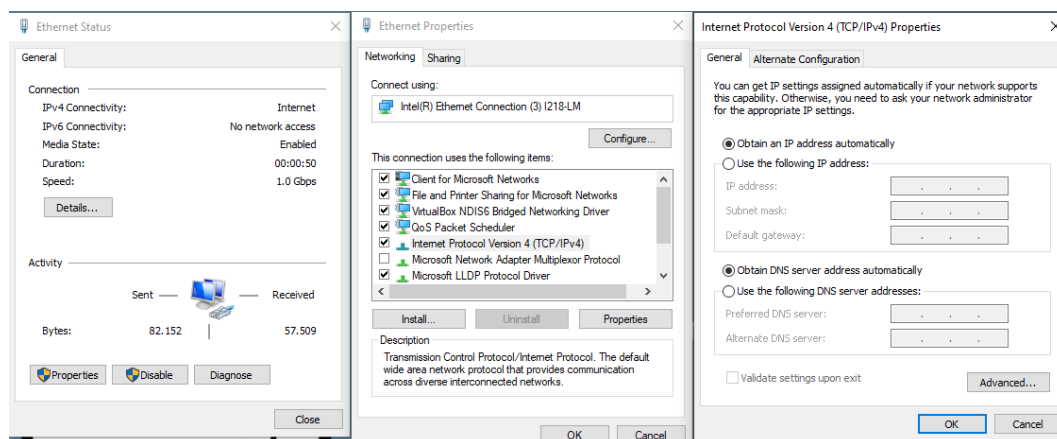 Ethernet Status
General
Connection
IPv4 Connectivity: Internet
IPv6 Connectivity: No network access
Media State: Enabled
Duration: 00:00:50
Speed: 1.0 Gbps
Details...
Activity
Sent Received
Bytes: 82.152 57.509
Properties Disable Diagnose
Close
Ethernet Properties
Networking Sharing
Connect using:
Intel(R) Ethernet Connection (3) I218-LM
Configure...
This connection uses the following items:
Client for Microsoft Networks
File and Printer Sharing for Microsoft Networks
VirtualBox NDIS6 Bridged Networking Driver
QoS Packet Scheduler
Internet Protocol Version 4 (TCP/IPv4)
Microsoft Network Adapter Multiplexor Protocol
Microsoft LLDP Protocol Driver
Install... Uninstall Properties
Description
Transmission Control Protocol/Internet Protocol. The default
wide area network protocol that provides communication
across diverse interconnected networks.
OK Cancel
Internet Protocol Version 4 (TCP/IPv4) Properties
General Alternate Configuration
You can get IP settings assigned automatically if your network supports
this capability. Otherwise, you need to ask your network administrator
for the appropriate IP settings.
Obtain an IP address automatically
Use the following IP address:
IP address: . . .
Subnet mask: . . .
Default gateway: . . .
Obtain DNS server address automatically
Use the following DNS server addresses:
Preferred DNS server: . . .
Alternate DNS server: . . .
Validate settings upon exit
Advanced...
OK Cancel